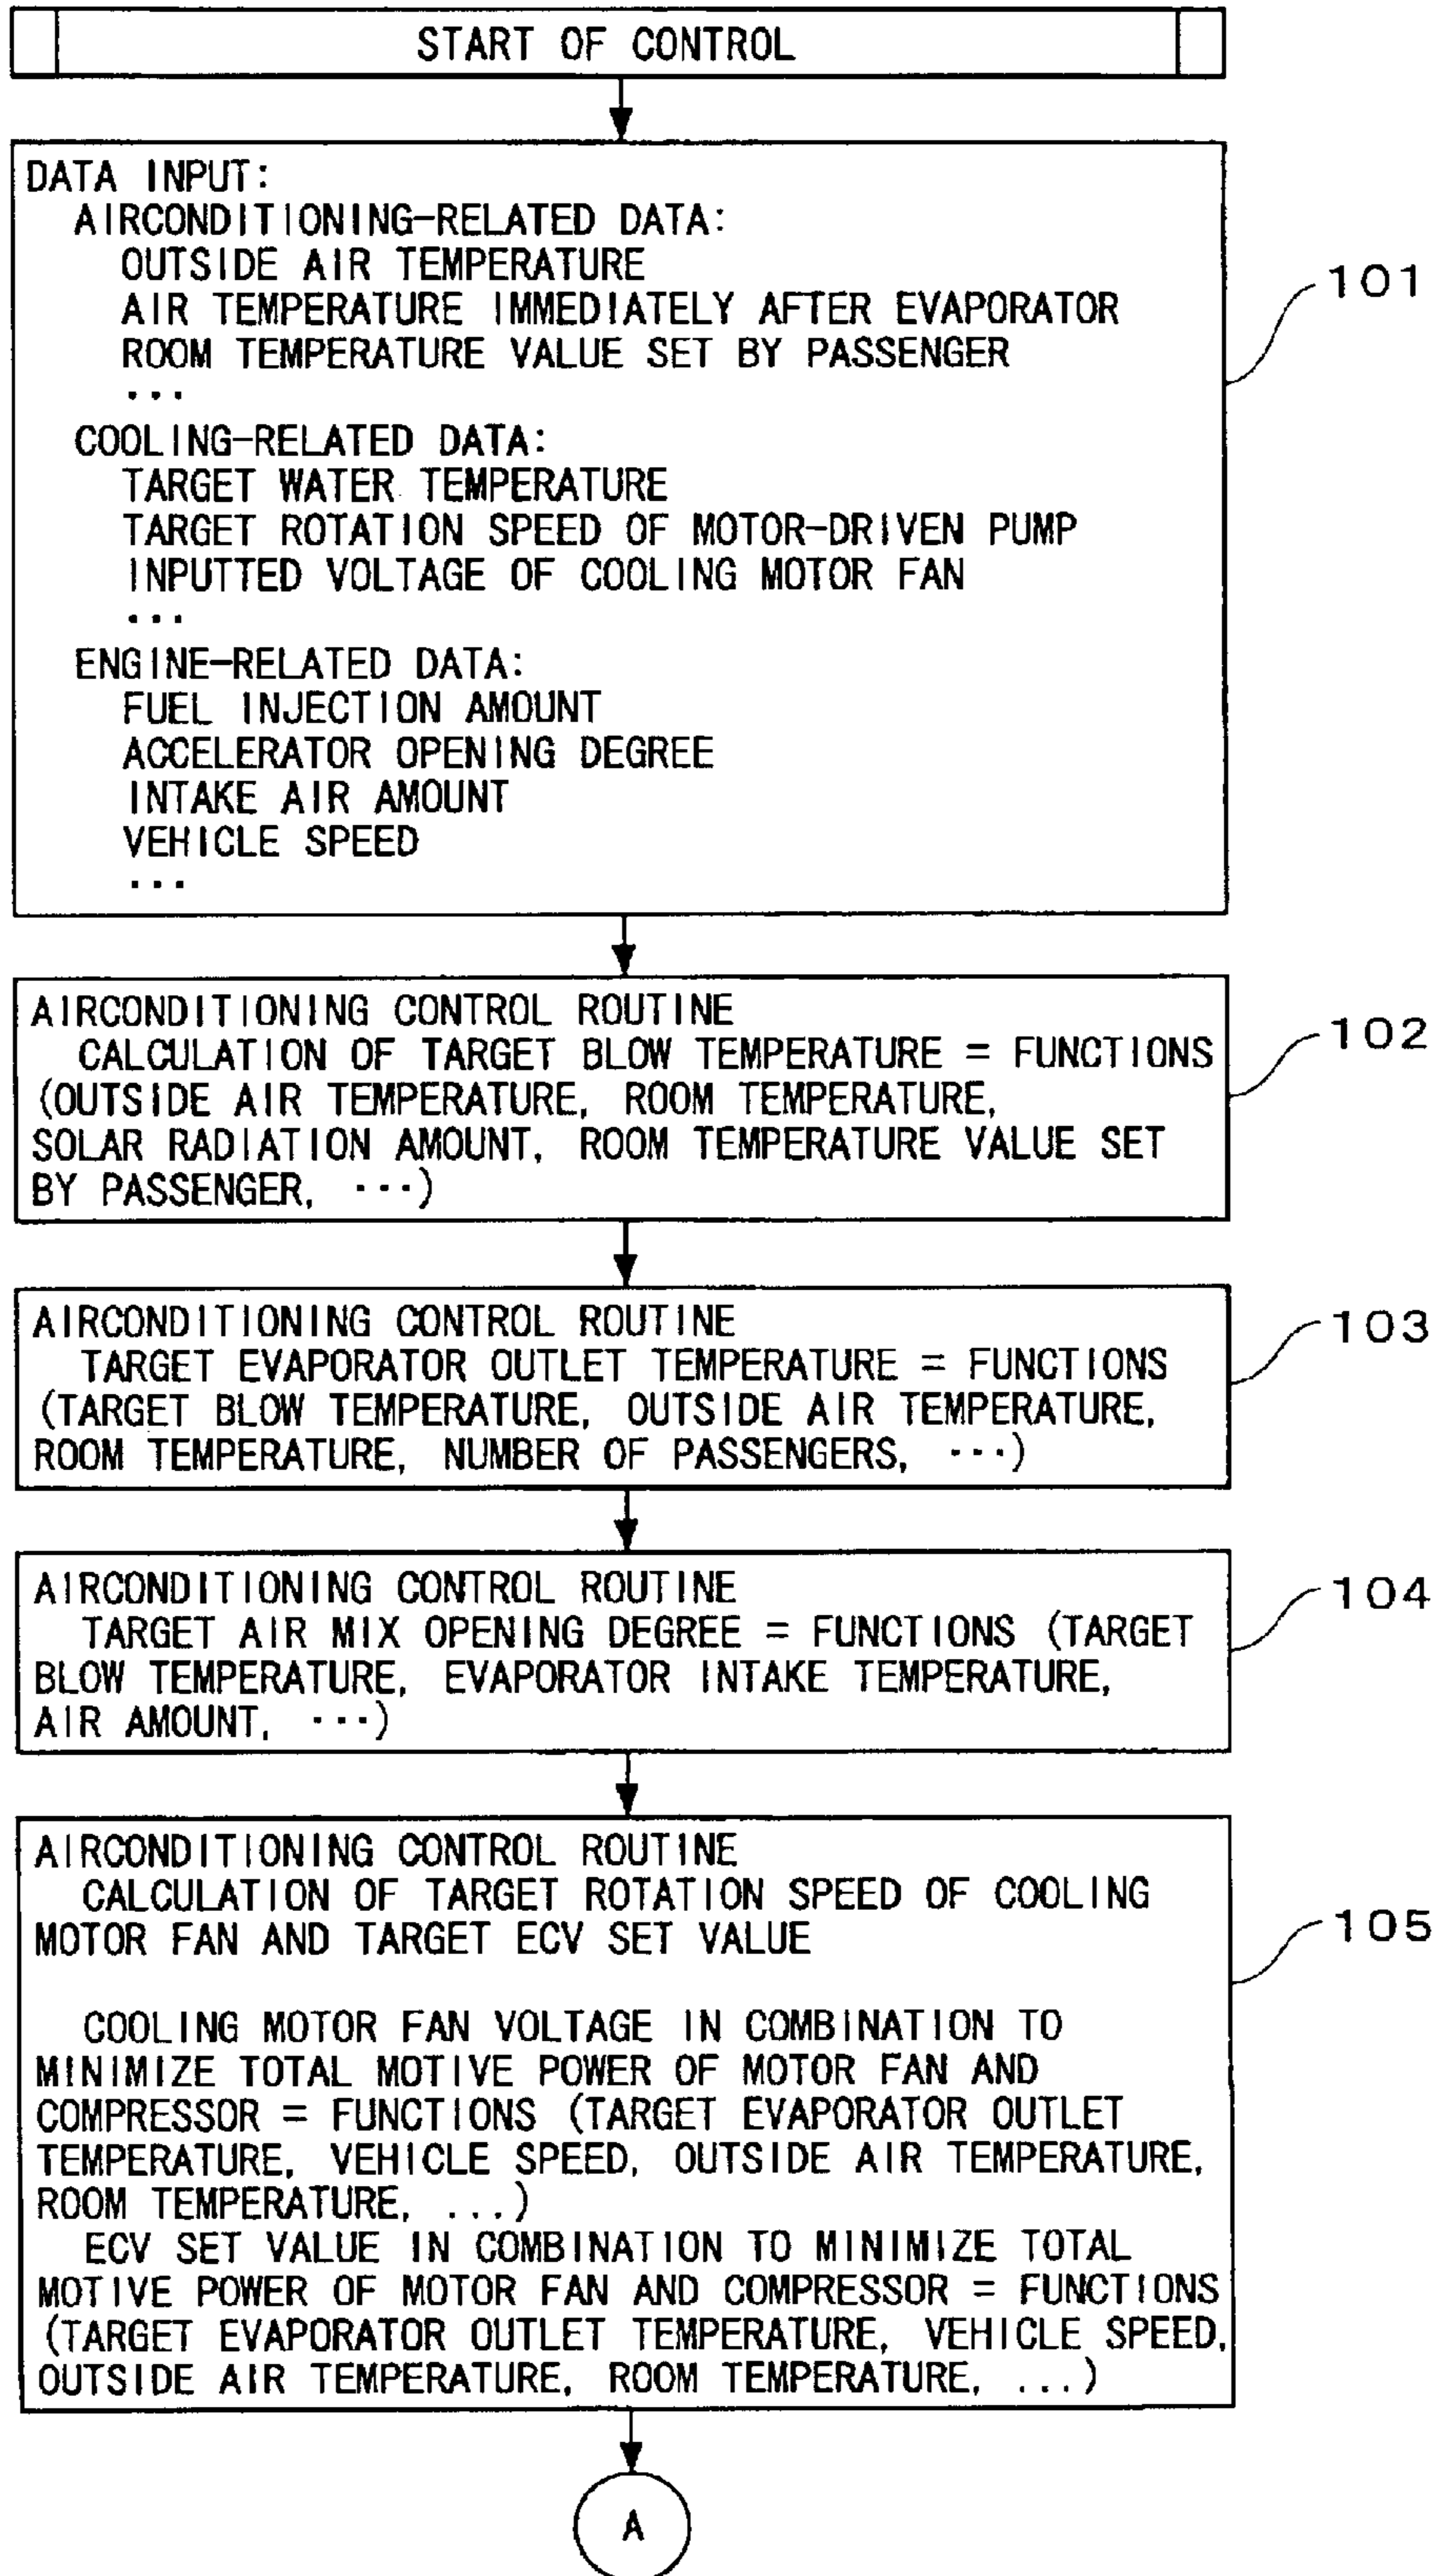 START OF CONTROL
DATA INPUT:
AIRCONDITIONING-RELATED DATA:
OUTSIDE AIR TEMPERATURE
AIR TEMPERATURE IMMEDIATELY AFTER EVAPORATOR
ROOM TEMPERATURE VALUE SET BY PASSENGER
...
COOLING-RELATED DATA:
TARGET WATER TEMPERATURE
TARGET ROTATION SPEED OF MOTOR-DRIVEN PUMP
INPUTTED VOLTAGE OF COOLING MOTOR FAN
...
ENGINE-RELATED DATA:
FUEL INJECTION AMOUNT
ACCELERATOR OPENING DEGREE
INTAKE AIR AMOUNT
VEHICLE SPEED
...
101
AIRCONDITIONING CONTROL ROUTINE
CALCULATION OF TARGET BLOW TEMPERATURE = FUNCTIONS
(OUTSIDE AIR TEMPERATURE, ROOM TEMPERATURE,
SOLAR RADIATION AMOUNT, ROOM TEMPERATURE VALUE SET
BY PASSENGER, ···)
102
AIRCONDITIONING CONTROL ROUTINE
TARGET EVAPORATOR OUTLET TEMPERATURE = FUNCTIONS
(TARGET BLOW TEMPERATURE, OUTSIDE AIR TEMPERATURE,
ROOM TEMPERATURE, NUMBER OF PASSENGERS, ···)
103
AIRCONDITIONING CONTROL ROUTINE
TARGET AIR MIX OPENING DEGREE = FUNCTIONS (TARGET
BLOW TEMPERATURE, EVAPORATOR INTAKE TEMPERATURE,
AIR AMOUNT, ···)
104
AIRCONDITIONING CONTROL ROUTINE
CALCULATION OF TARGET ROTATION SPEED OF COOLING
MOTOR FAN AND TARGET ECV SET VALUE
COOLING MOTOR FAN VOLTAGE IN COMBINATION TO
MINIMIZE TOTAL MOTIVE POWER OF MOTOR FAN AND
COMPRESSOR = FUNCTIONS (TARGET EVAPORATOR OUTLET
TEMPERATURE, VEHICLE SPEED, OUTSIDE AIR TEMPERATURE,
ROOM TEMPERATURE, ...)
ECV SET VALUE IN COMBINATION TO MINIMIZE TOTAL
MOTIVE POWER OF MOTOR FAN AND COMPRESSOR = FUNCTIONS
(TARGET EVAPORATOR OUTLET TEMPERATURE, VEHICLE SPEED,
OUTSIDE AIR TEMPERATURE, ROOM TEMPERATURE, ...)
105
A